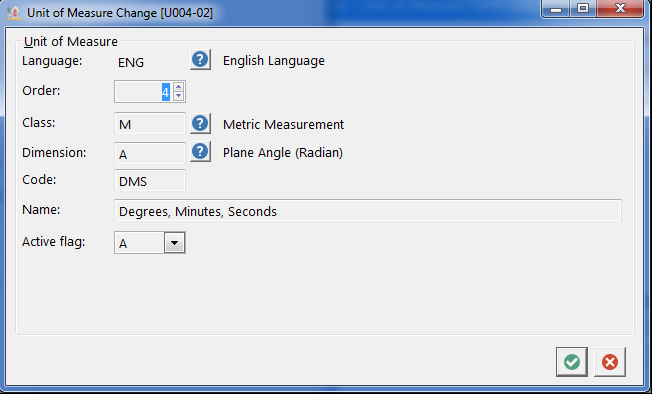 Unit of Measure Change [U004-02]
Unit of Measure
Language: ENG ? English Language
Order: 4
Class: M ? Metric Measurement
Dimension: A ? Plane Angle (Radian)
Code: DMS
Name: Degrees, Minutes, Seconds
Active flag: A